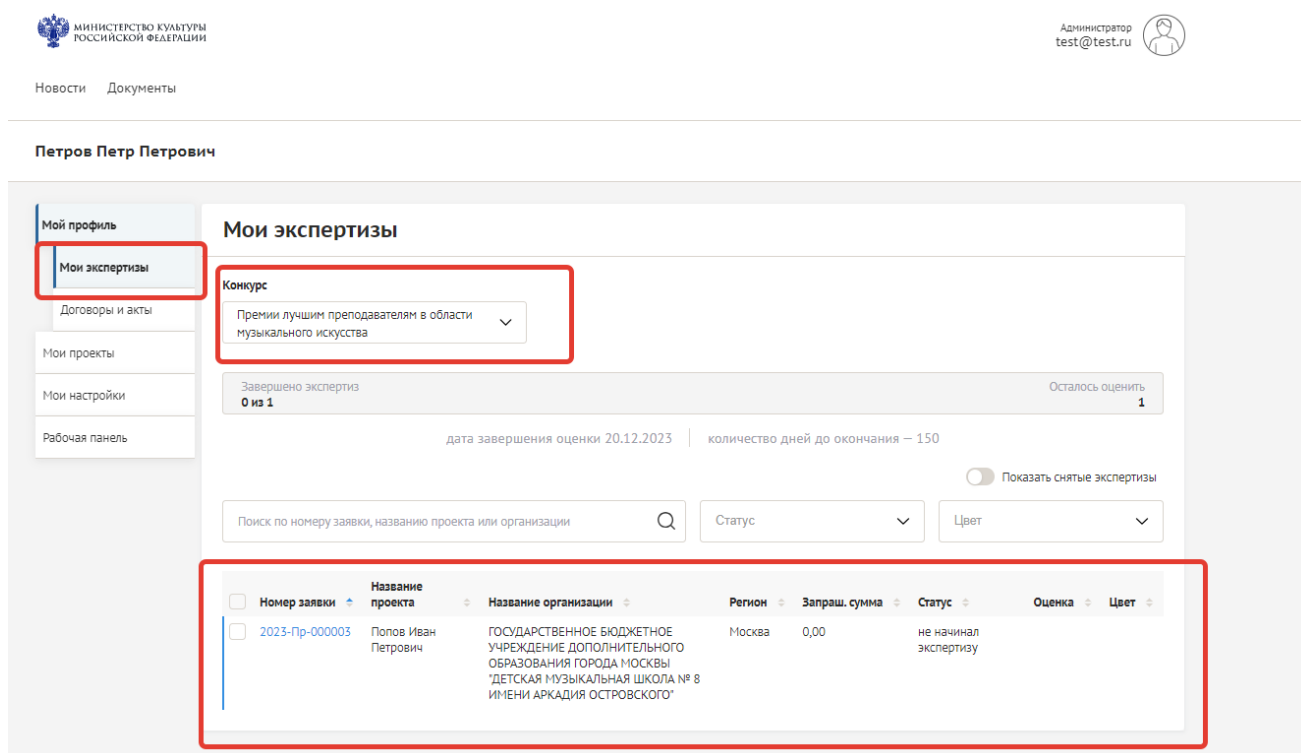 МИНИСТЕРСТВО КУЛЬТУРЫ
РОССИЙСКОЙ ФЕДЕРАЦИИ
Администратор
test@test.ru
Новости Документы
Петров Петр Петрович
Мой профиль
Мои экспертизы
Договоры и акты
Мои проекты
Мои настройки
Рабочая панель
Мои экспертизы
Конкурс
Премии лучшим преподавателям в области
музыкального искусства
Завершено экспертиз
0 из 1
Осталось оценить
1
дата завершения оценки 20.12.2023
количество дней до окончания — 150
Показать снятые экспертизы
Поиск по номеру заявки, названию проекта или организации
Статус
Цвет
Номер заявки
Название
проекта
Название организации
Регион
Запраш. сумма
Статус
Оценка
Цвет
2023-Пр-000003
Попов Иван
Петрович
ГОСУДАРСТВЕННОЕ БЮДЖЕТНОЕ
УЧРЕЖДЕНИЕ ДОПОЛНИТЕЛЬНОГО
ОБРАЗОВАНИЯ ГОРОДА МОСКВЫ
"ДЕТСКАЯ МУЗЫКАЛЬНАЯ ШКОЛА № 8
ИМЕНИ АРКАДИЯ ОСТРОВСКОГО"
Москва
0,00
не начинал
экспертизу